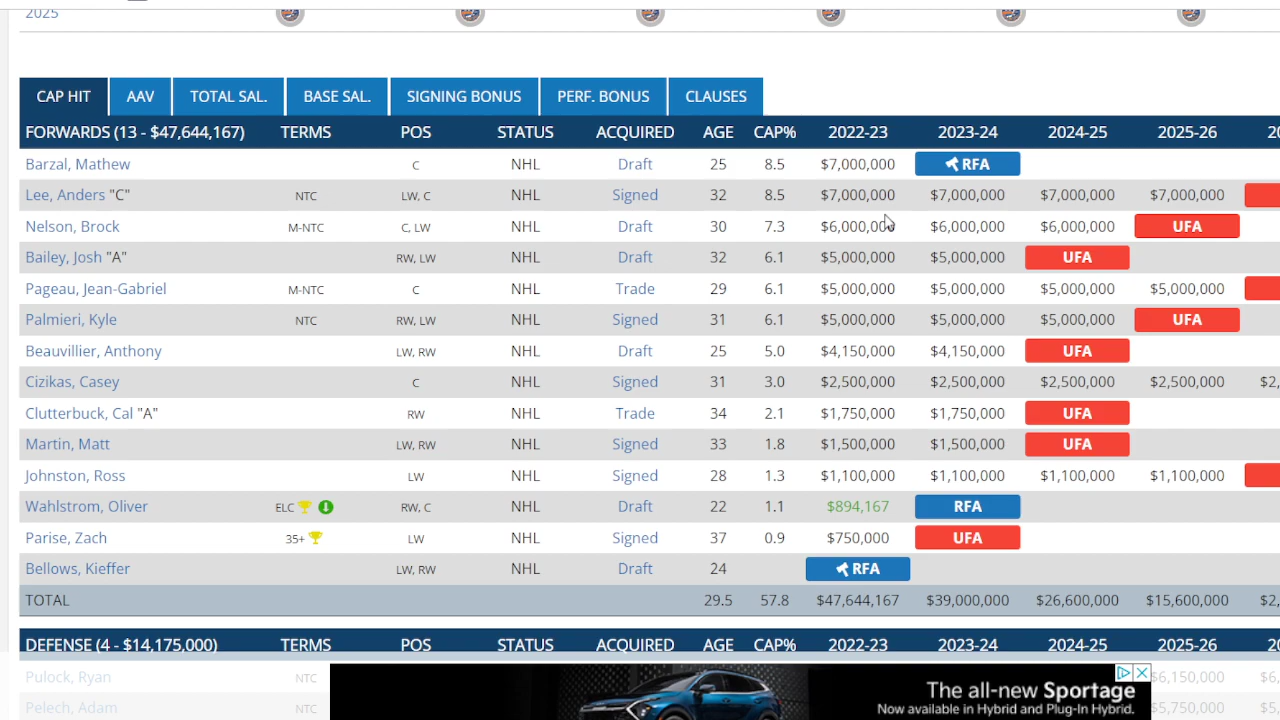 2025
CAP HIT AAV TOTAL SAL. BASE SAL. SIGNING BONUS PERF. BONUS CLAUSES
FORWARDS (13 - $47,644,167) TERMS POS STATUS ACQUIRED AGE CAP% 2022-23 2023-24 2024-25 2025-26 20
Barzal, Mathew C NHL Draft 25 8.5 $7,000,000 RFA
Lee, Anders "C" NTC LW, C NHL Signed 32 8.5 $7,000,000 $7,000,000 $7,000,000 $7,000,000
Nelson, Brock M-NTC C, LW NHL Draft 30 7.3 $6,000,000 $6,000,000 $6,000,000 UFA
Bailey, Josh "A" RW, LW NHL Draft 32 6.1 $5,000,000 $5,000,000 UFA
Pageau, Jean-Gabriel M-NTC C NHL Trade 29 6.1 $5,000,000 $5,000,000 $5,000,000 $5,000,000
Palmieri, Kyle NTC RW, LW NHL Signed 31 6.1 $5,000,000 $5,000,000 $5,000,000 UFA
Beauvillier, Anthony LW, RW NHL Draft 25 5.0 $4,150,000 $4,150,000 UFA
Cizikas, Casey C NHL Signed 31 3.0 $2,500,000 $2,500,000 $2,500,000 $2,500,000 $2,
Clutterbuck, Cal "A" RW NHL Trade 34 2.1 $1,750,000 $1,750,000 UFA
Martin, Matt LW, RW NHL Signed 33 1.8 $1,500,000 $1,500,000 UFA
Johnston, Ross LW NHL Signed 28 1.3 $1,100,000 $1,100,000 $1,100,000 $1,100,000
Wahlstrom, Oliver ELC RW, C NHL Draft 22 1.1 $894,167 RFA
Parise, Zach 35+ LW NHL Signed 37 0.9 $750,000 UFA
Bellows, Kieffer LW, RW NHL Draft 24 RFA
TOTAL 29.5 57.8 $47,644,167 $39,000,000 $26,600,000 $15,600,000 $2,
DEFENSE (4 - $14,175,000) TERMS POS STATUS ACQUIRED AGE CAP% 2022-23 2023-24 2024-25 2025-26 20
Pulock, Ryan NTC $6,150,000 $6,
Pelech, Adam NTC $5,750,000 $5,
The all-new Sportage
Now available in Hybrid and Plug-In Hybrid.